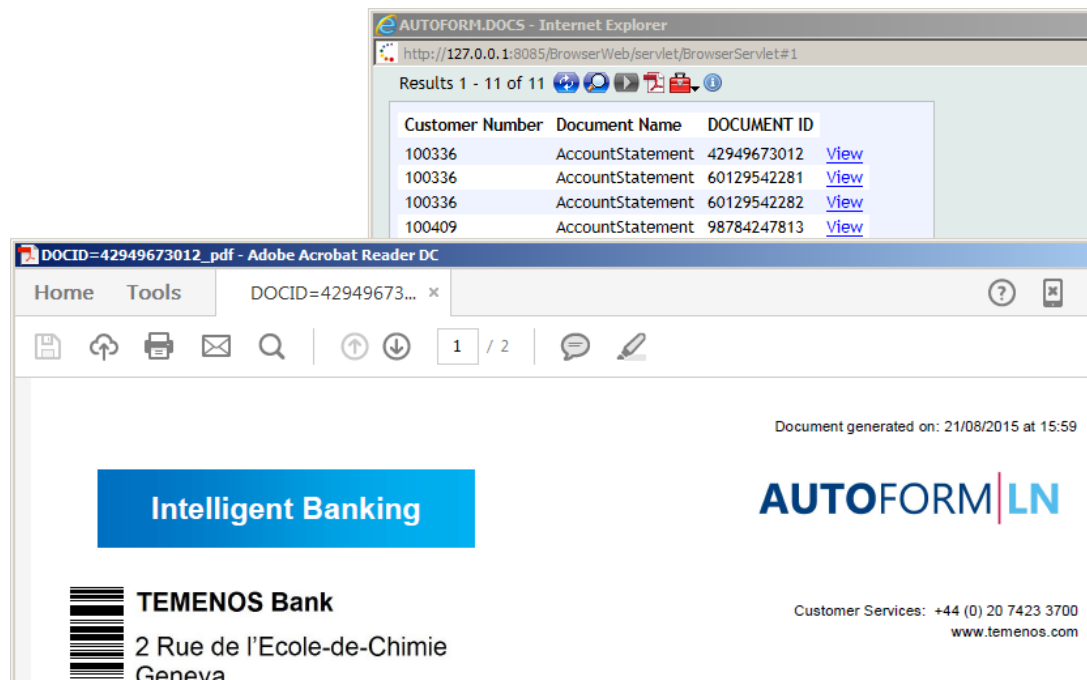 AUTOFORM.DOCS - Internet Explorer
http://127.0.0.1:8085/BrowserWeb/servlet/BrowserServlet#1
Results 1 - 11 of 11
Customer Number Document Name DOCUMENT ID
100336 AccountStatement 42949673012 View
100336 AccountStatement 60129542281 View
100336 AccountStatement 60129542282 View
100409 AccountStatement 98784247813 View
DOCID=42949673012_pdf - Adobe Acrobat Reader DC
Home Tools DOCID=42949673... ×
1 / 2
Document generated on: 21/08/2015 at 15:59
Intelligent Banking
AUTOFORM|LN
TEMENOS Bank
Customer Services: +44 (0) 20 7423 3700
www.temenos.com
2 Rue de l'Ecole-de-Chimie
Geneva